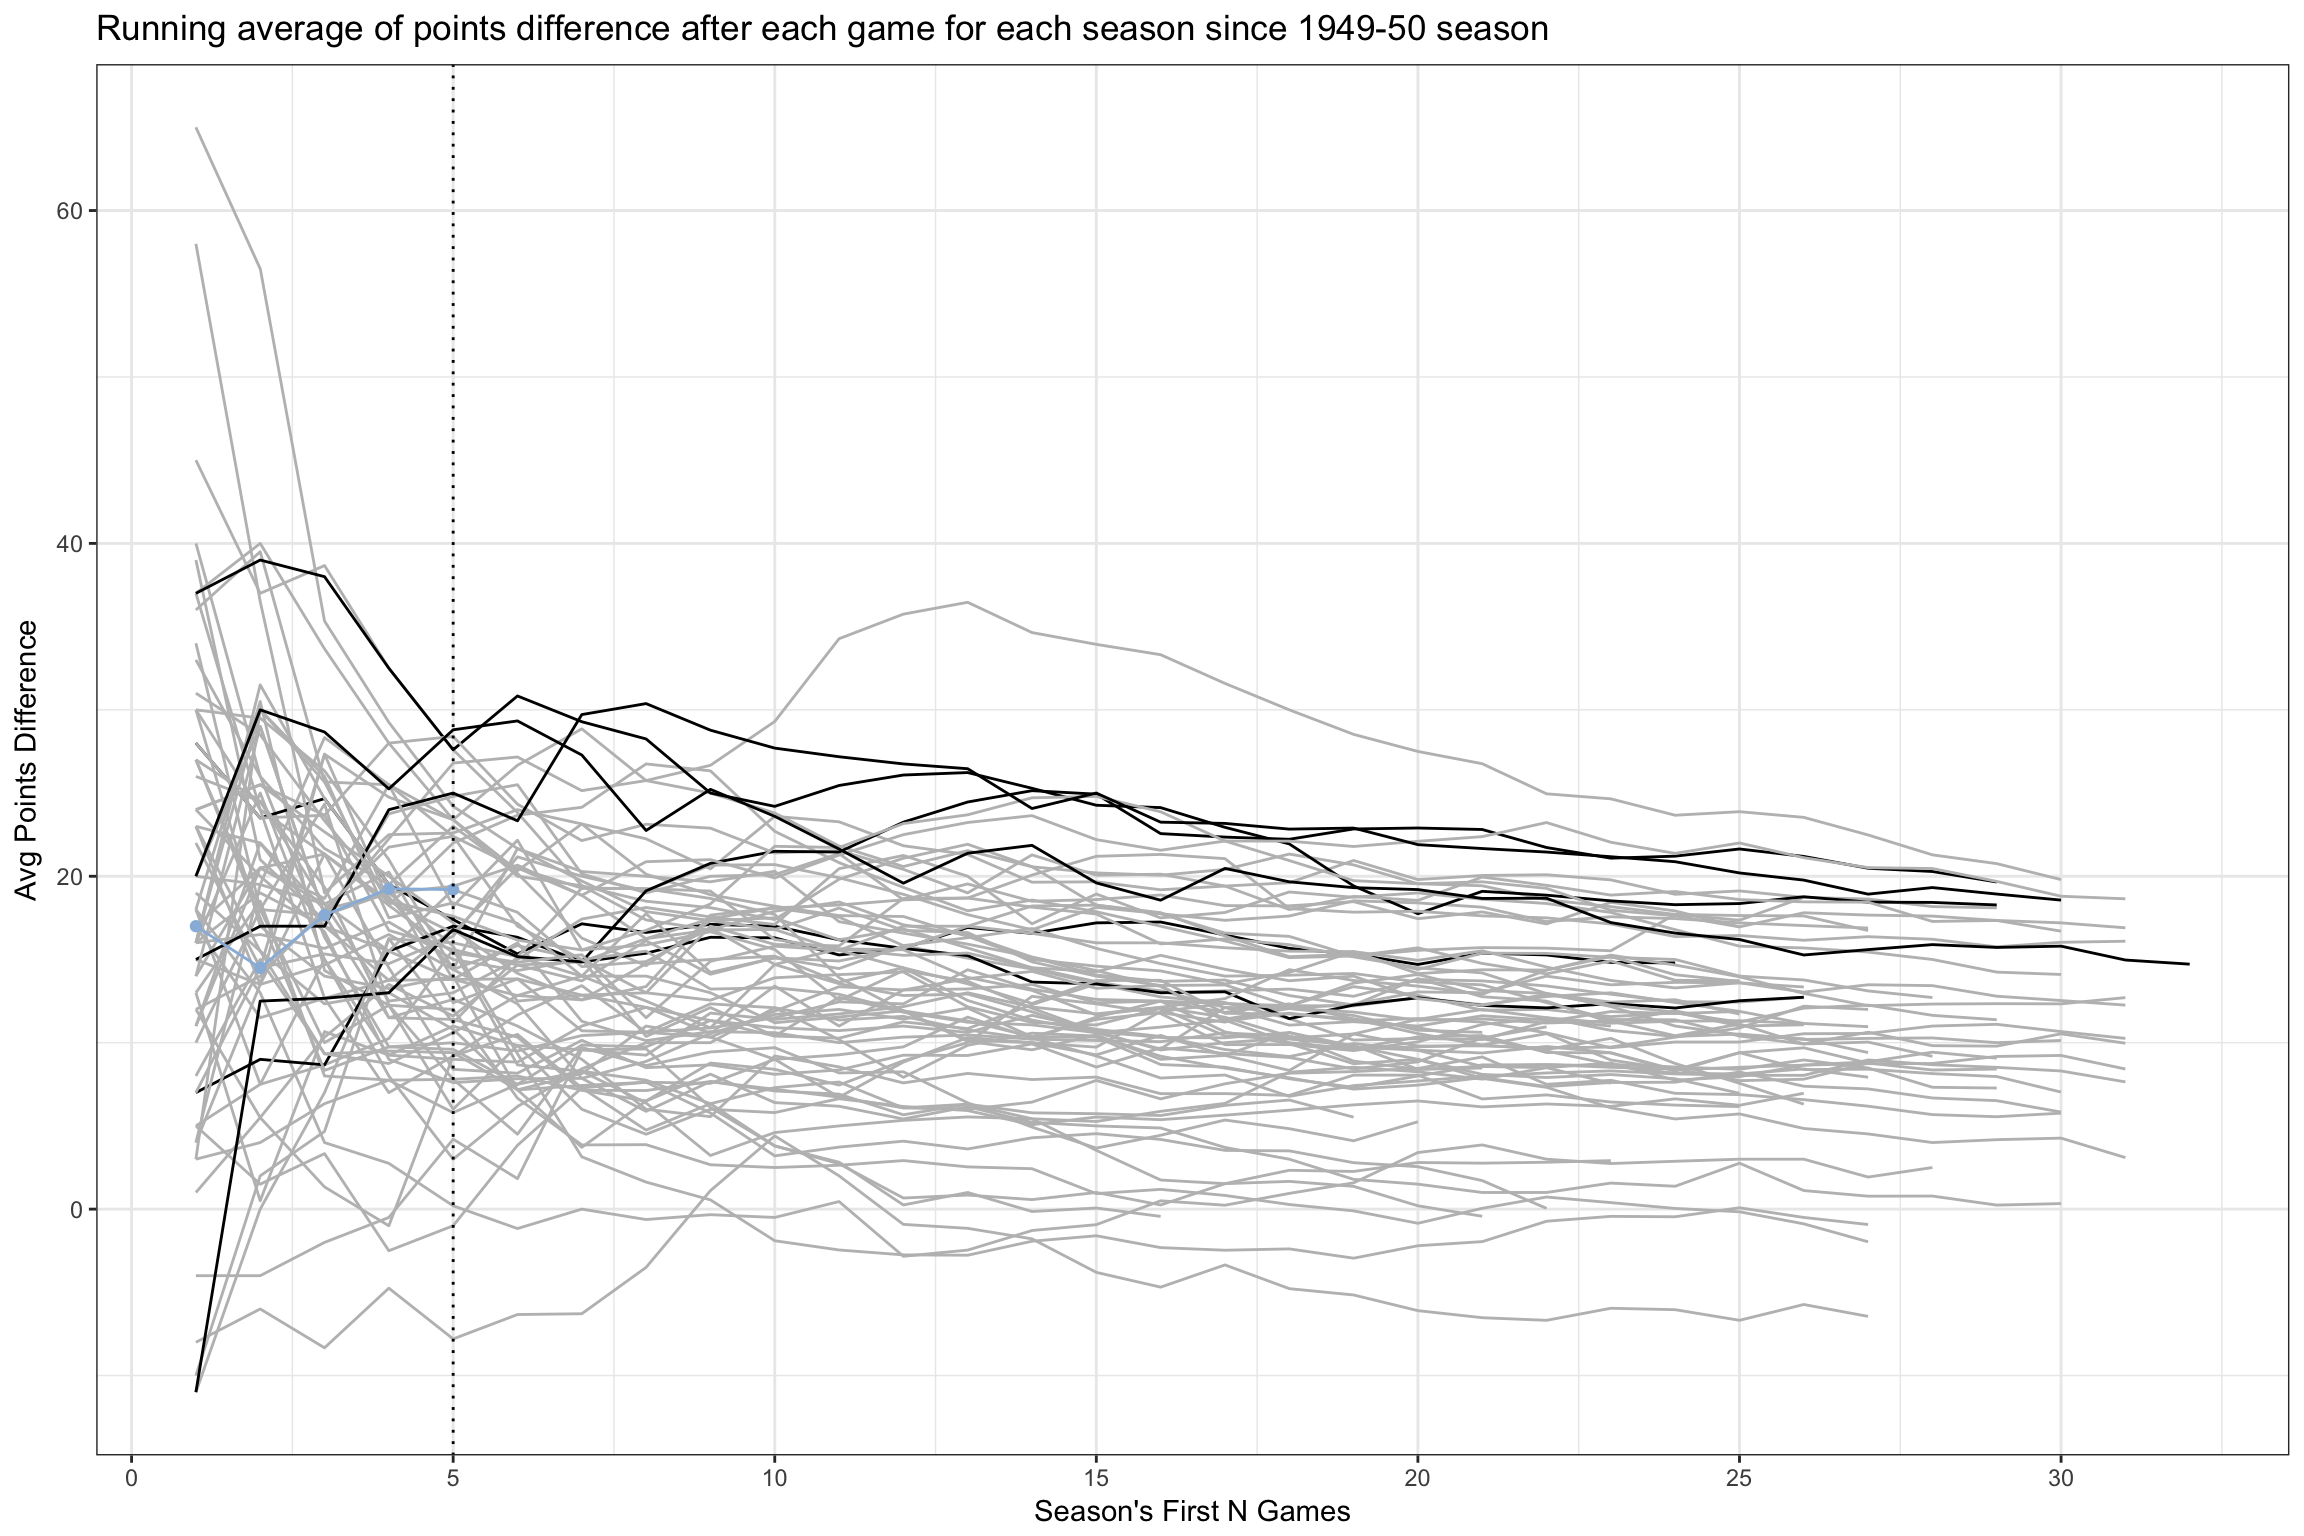 Running average of points difference after each game for each season since 1949-50 season
60
40
20
0
Avg Points Difference
0 5 10 15 20 25 30
Season's First N Games